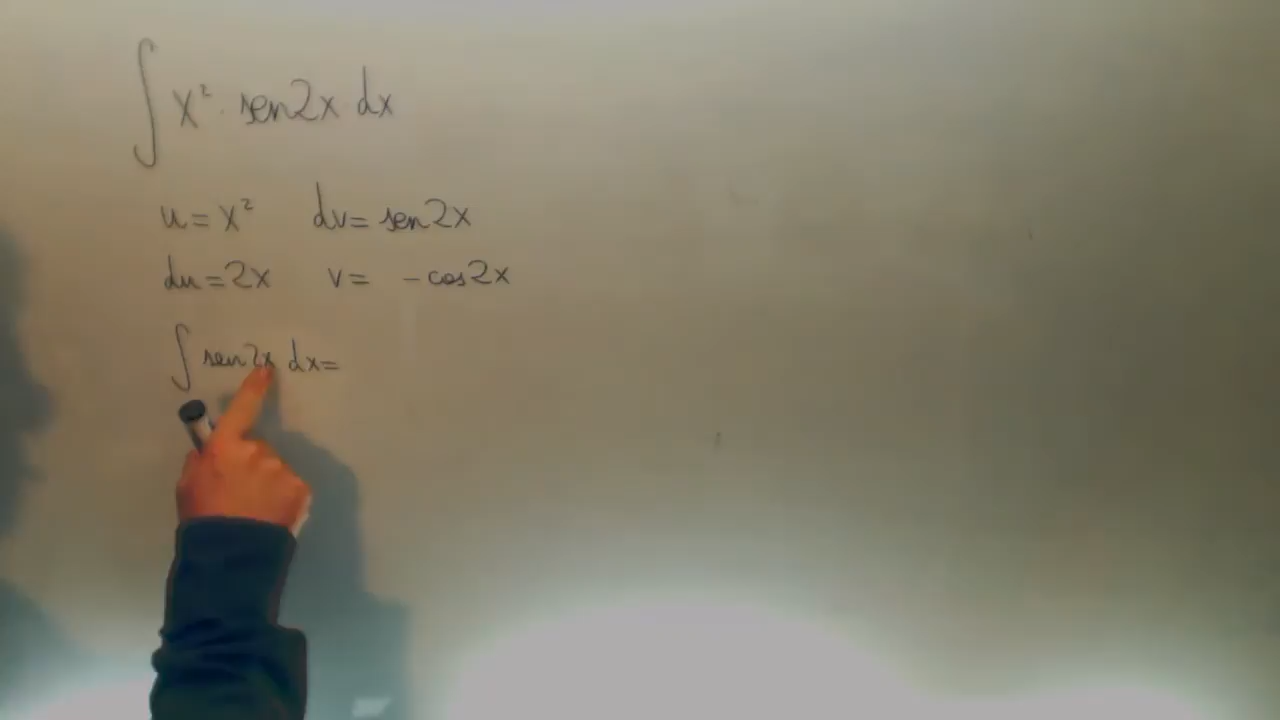 ∫ x² · sen2x dx
u = x² dv = sen2x
du = 2x v = -cos2x
∫ sen2x dx =